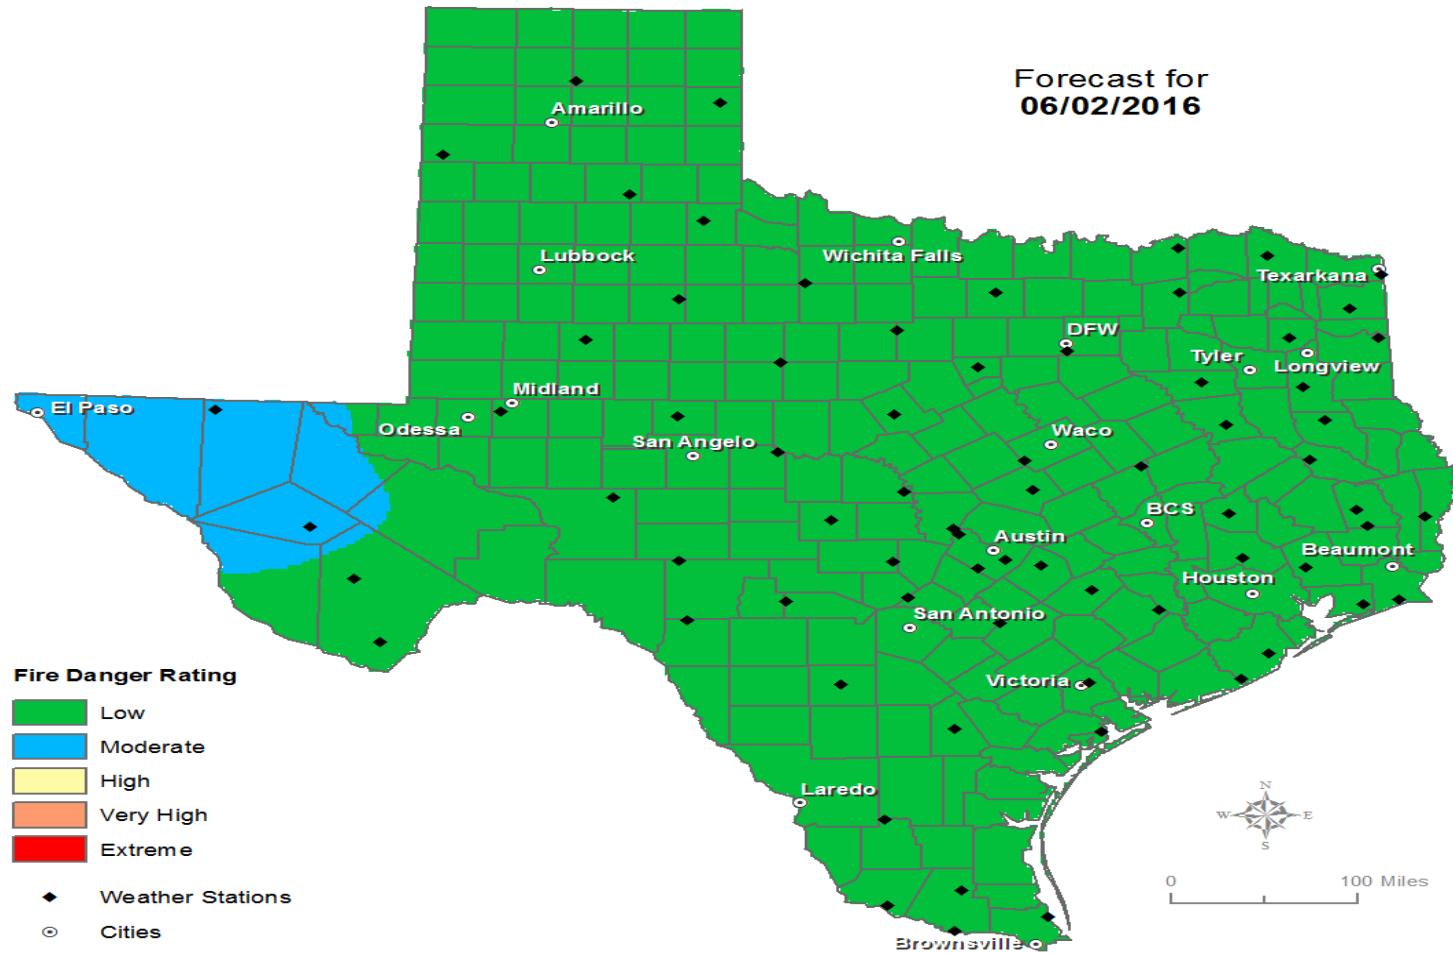 Forecast for
06/02/2016
Amarillo
Lubbock
Wichita Falls
Texarkana
DFW
Tyler
Longview
Midland
El Paso
Odessa
San Angelo
Waco
BCS
Austin
Beaumont
Houston
San Antonio
Victoria
Laredo
Brownsville
Fire Danger Rating
Low
Moderate
High
Very High
Extreme
Weather Stations
Cities
N
W E
S
0 100 Miles